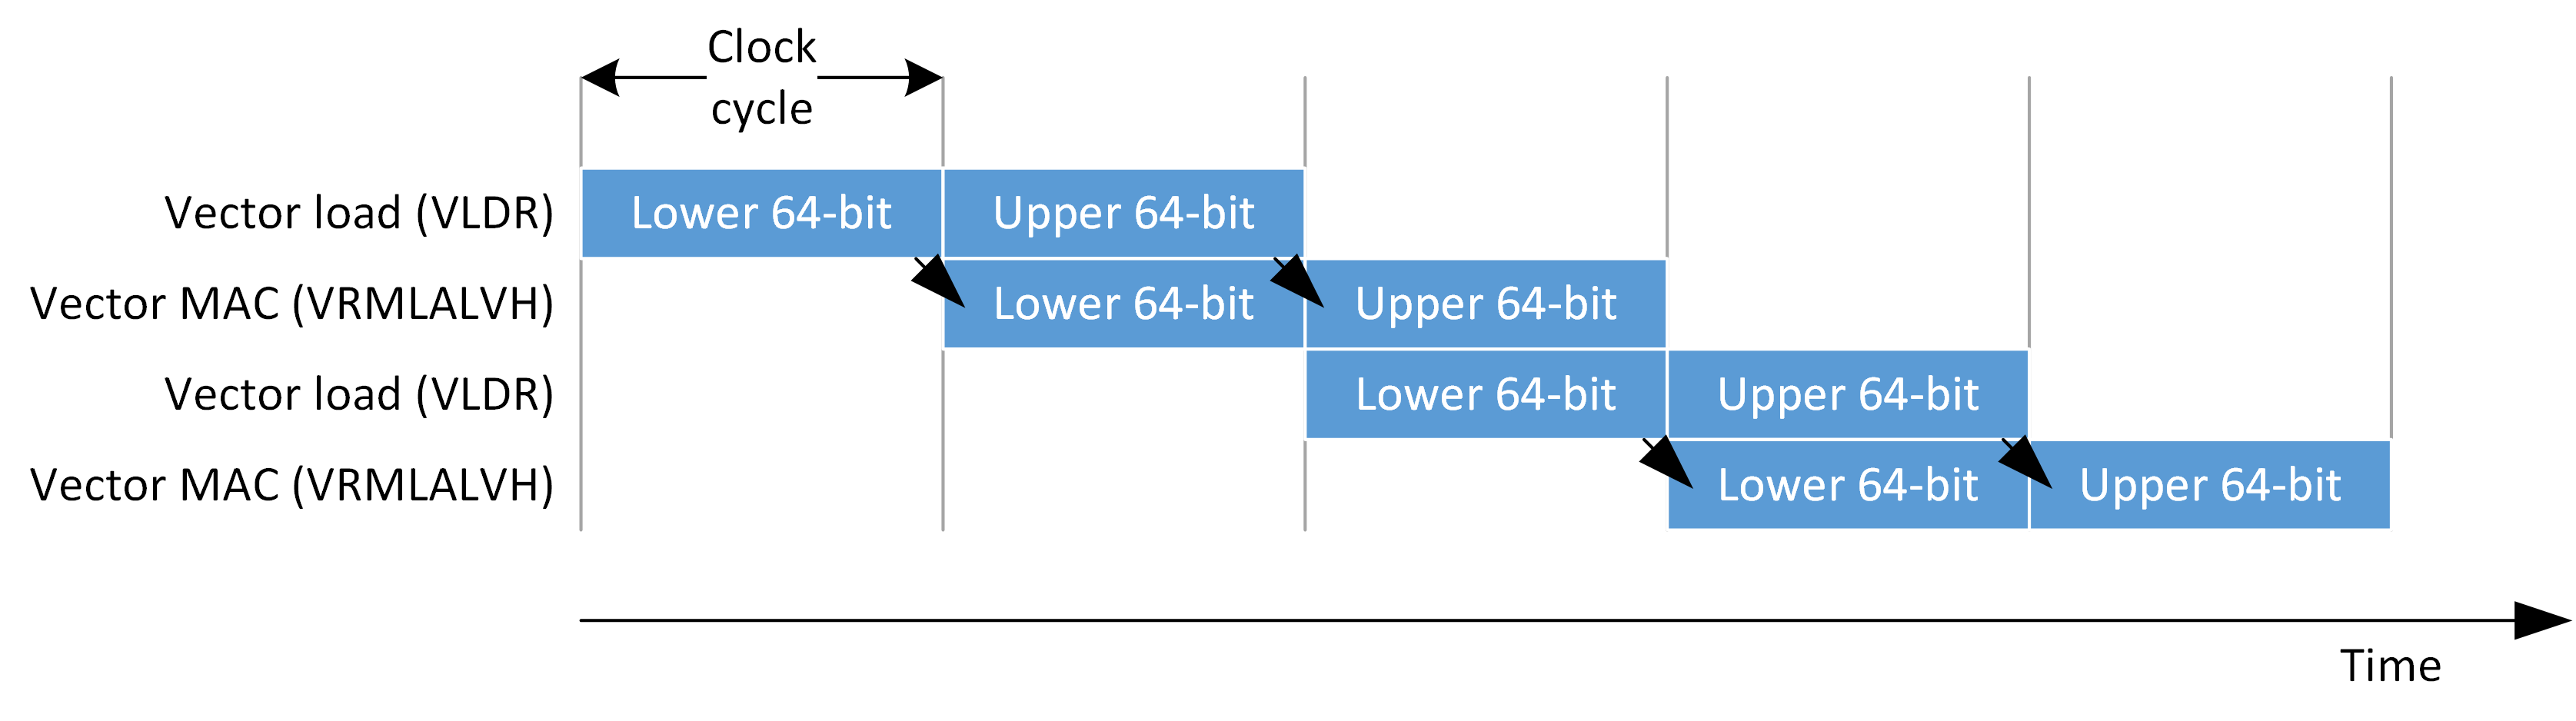 Clock
cycle
Vector load (VLDR) Lower 64-bit Upper 64-bit
Vector MAC (VRMLALVH) Lower 64-bit Upper 64-bit
Vector load (VLDR) Lower 64-bit Upper 64-bit
Vector MAC (VRMLALVH) Lower 64-bit Upper 64-bit
Time